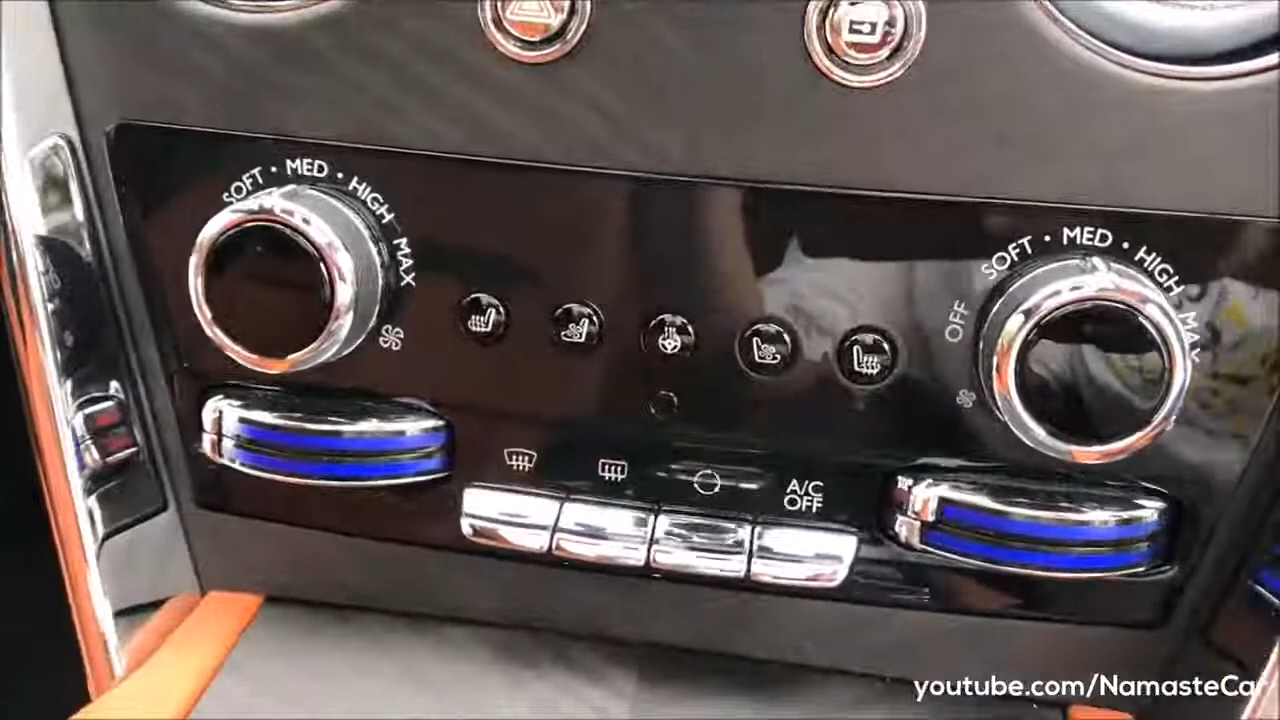 SOFT • MED • HIGH MAX
SOFT • MED • HIGH MAX
OFF
A/C
OFF
youtube.com/NamasteCar